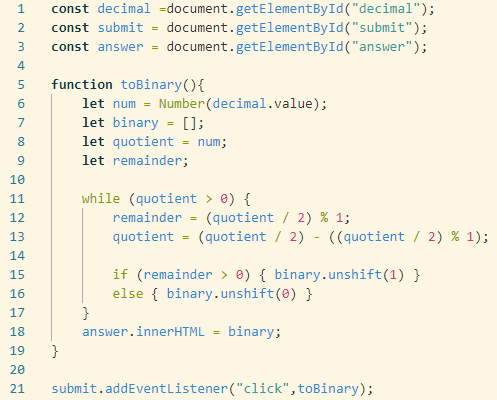 1 const decimal =document.getElementById("decimal");
2 const submit = document.getElementById("submit");
3 const answer = document.getElementById("answer");
4
5 function toBinary(){
6     let num = Number(decimal.value);
7     let binary = [];
8     let quotient = num;
9     let remainder;
10
11     while (quotient > 0) {
12         remainder = (quotient / 2) % 1;
13         quotient = (quotient / 2) - ((quotient / 2) % 1);
14
15         if (remainder > 0) { binary.unshift(1) }
16         else { binary.unshift(0) }
17     }
18     answer.innerHTML = binary;
19 }
20
21 submit.addEventListener("click",toBinary);